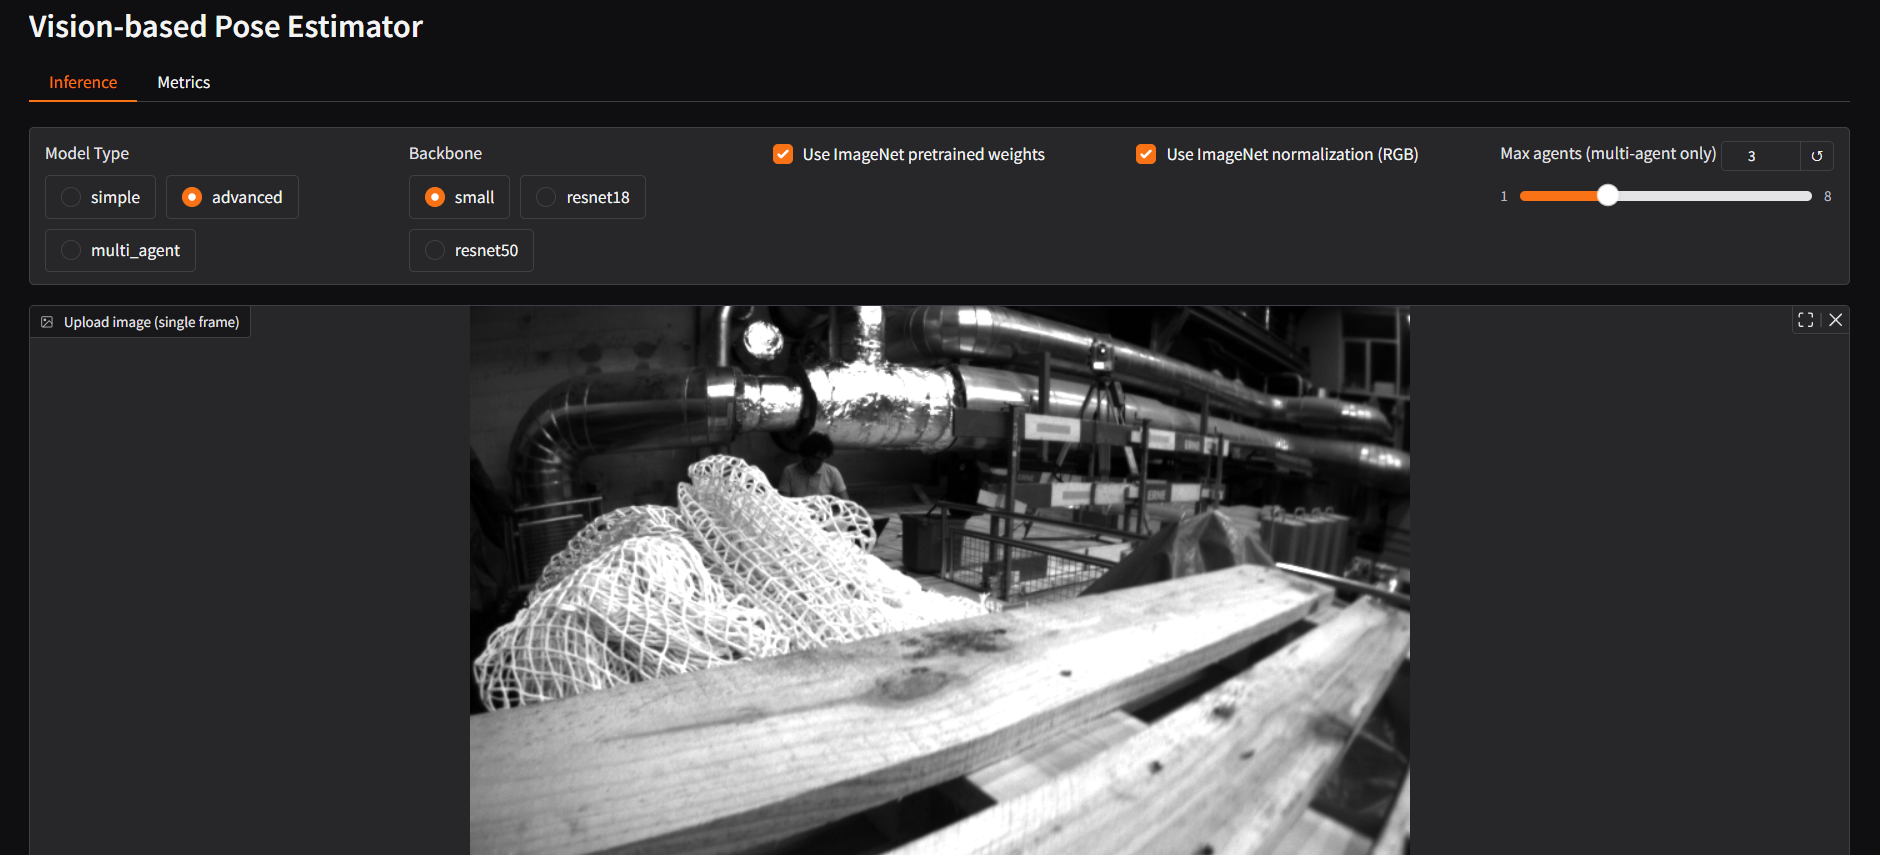 Vision-based Pose Estimator
Inference
Metrics
Model Type
simple
advanced
multi_agent
Backbone
small
resnet18
resnet50
Use ImageNet pretrained weights
Use ImageNet normalization (RGB)
Max agents (multi-agent only)
3
1
8
Upload image (single frame)
ERNE